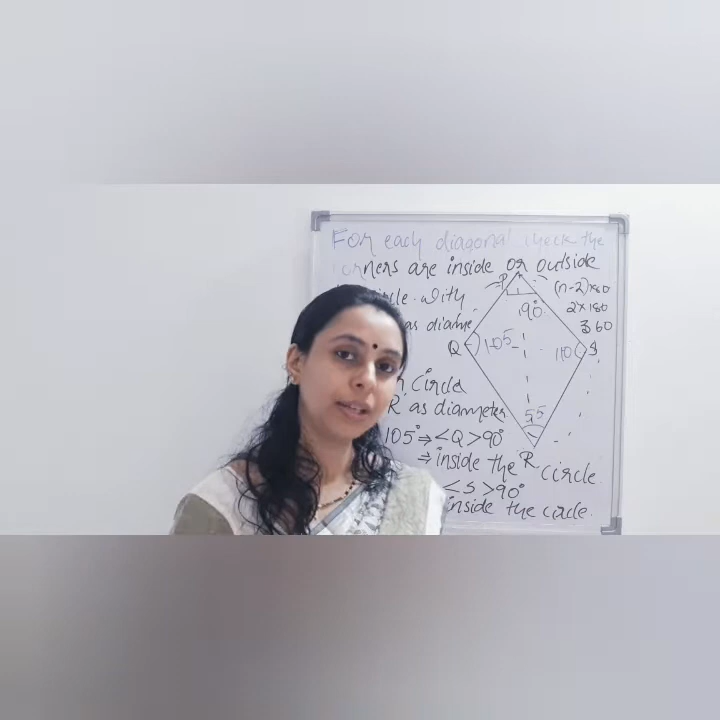 For each diagonal check the
corners are inside or outside
circle with
as diame
P
90°
(n-2)×180
2×180
360
Q 105 110 S
55
R
circle
R as diameter
105° ⇒ <Q>90°
⇒ inside the circle
<S >90°
inside the circle.